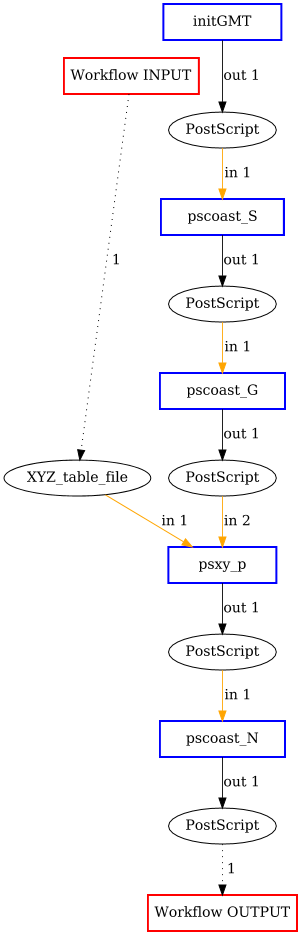 initGMT
Workflow INPUT
out 1
PostScript
in 1
pscoast_S
1
out 1
PostScript
in 1
pscoast_G
out 1
XYZ_table_file
PostScript
in 1
in 2
psxy_p
out 1
PostScript
in 1
pscoast_N
out 1
PostScript
1
Workflow OUTPUT